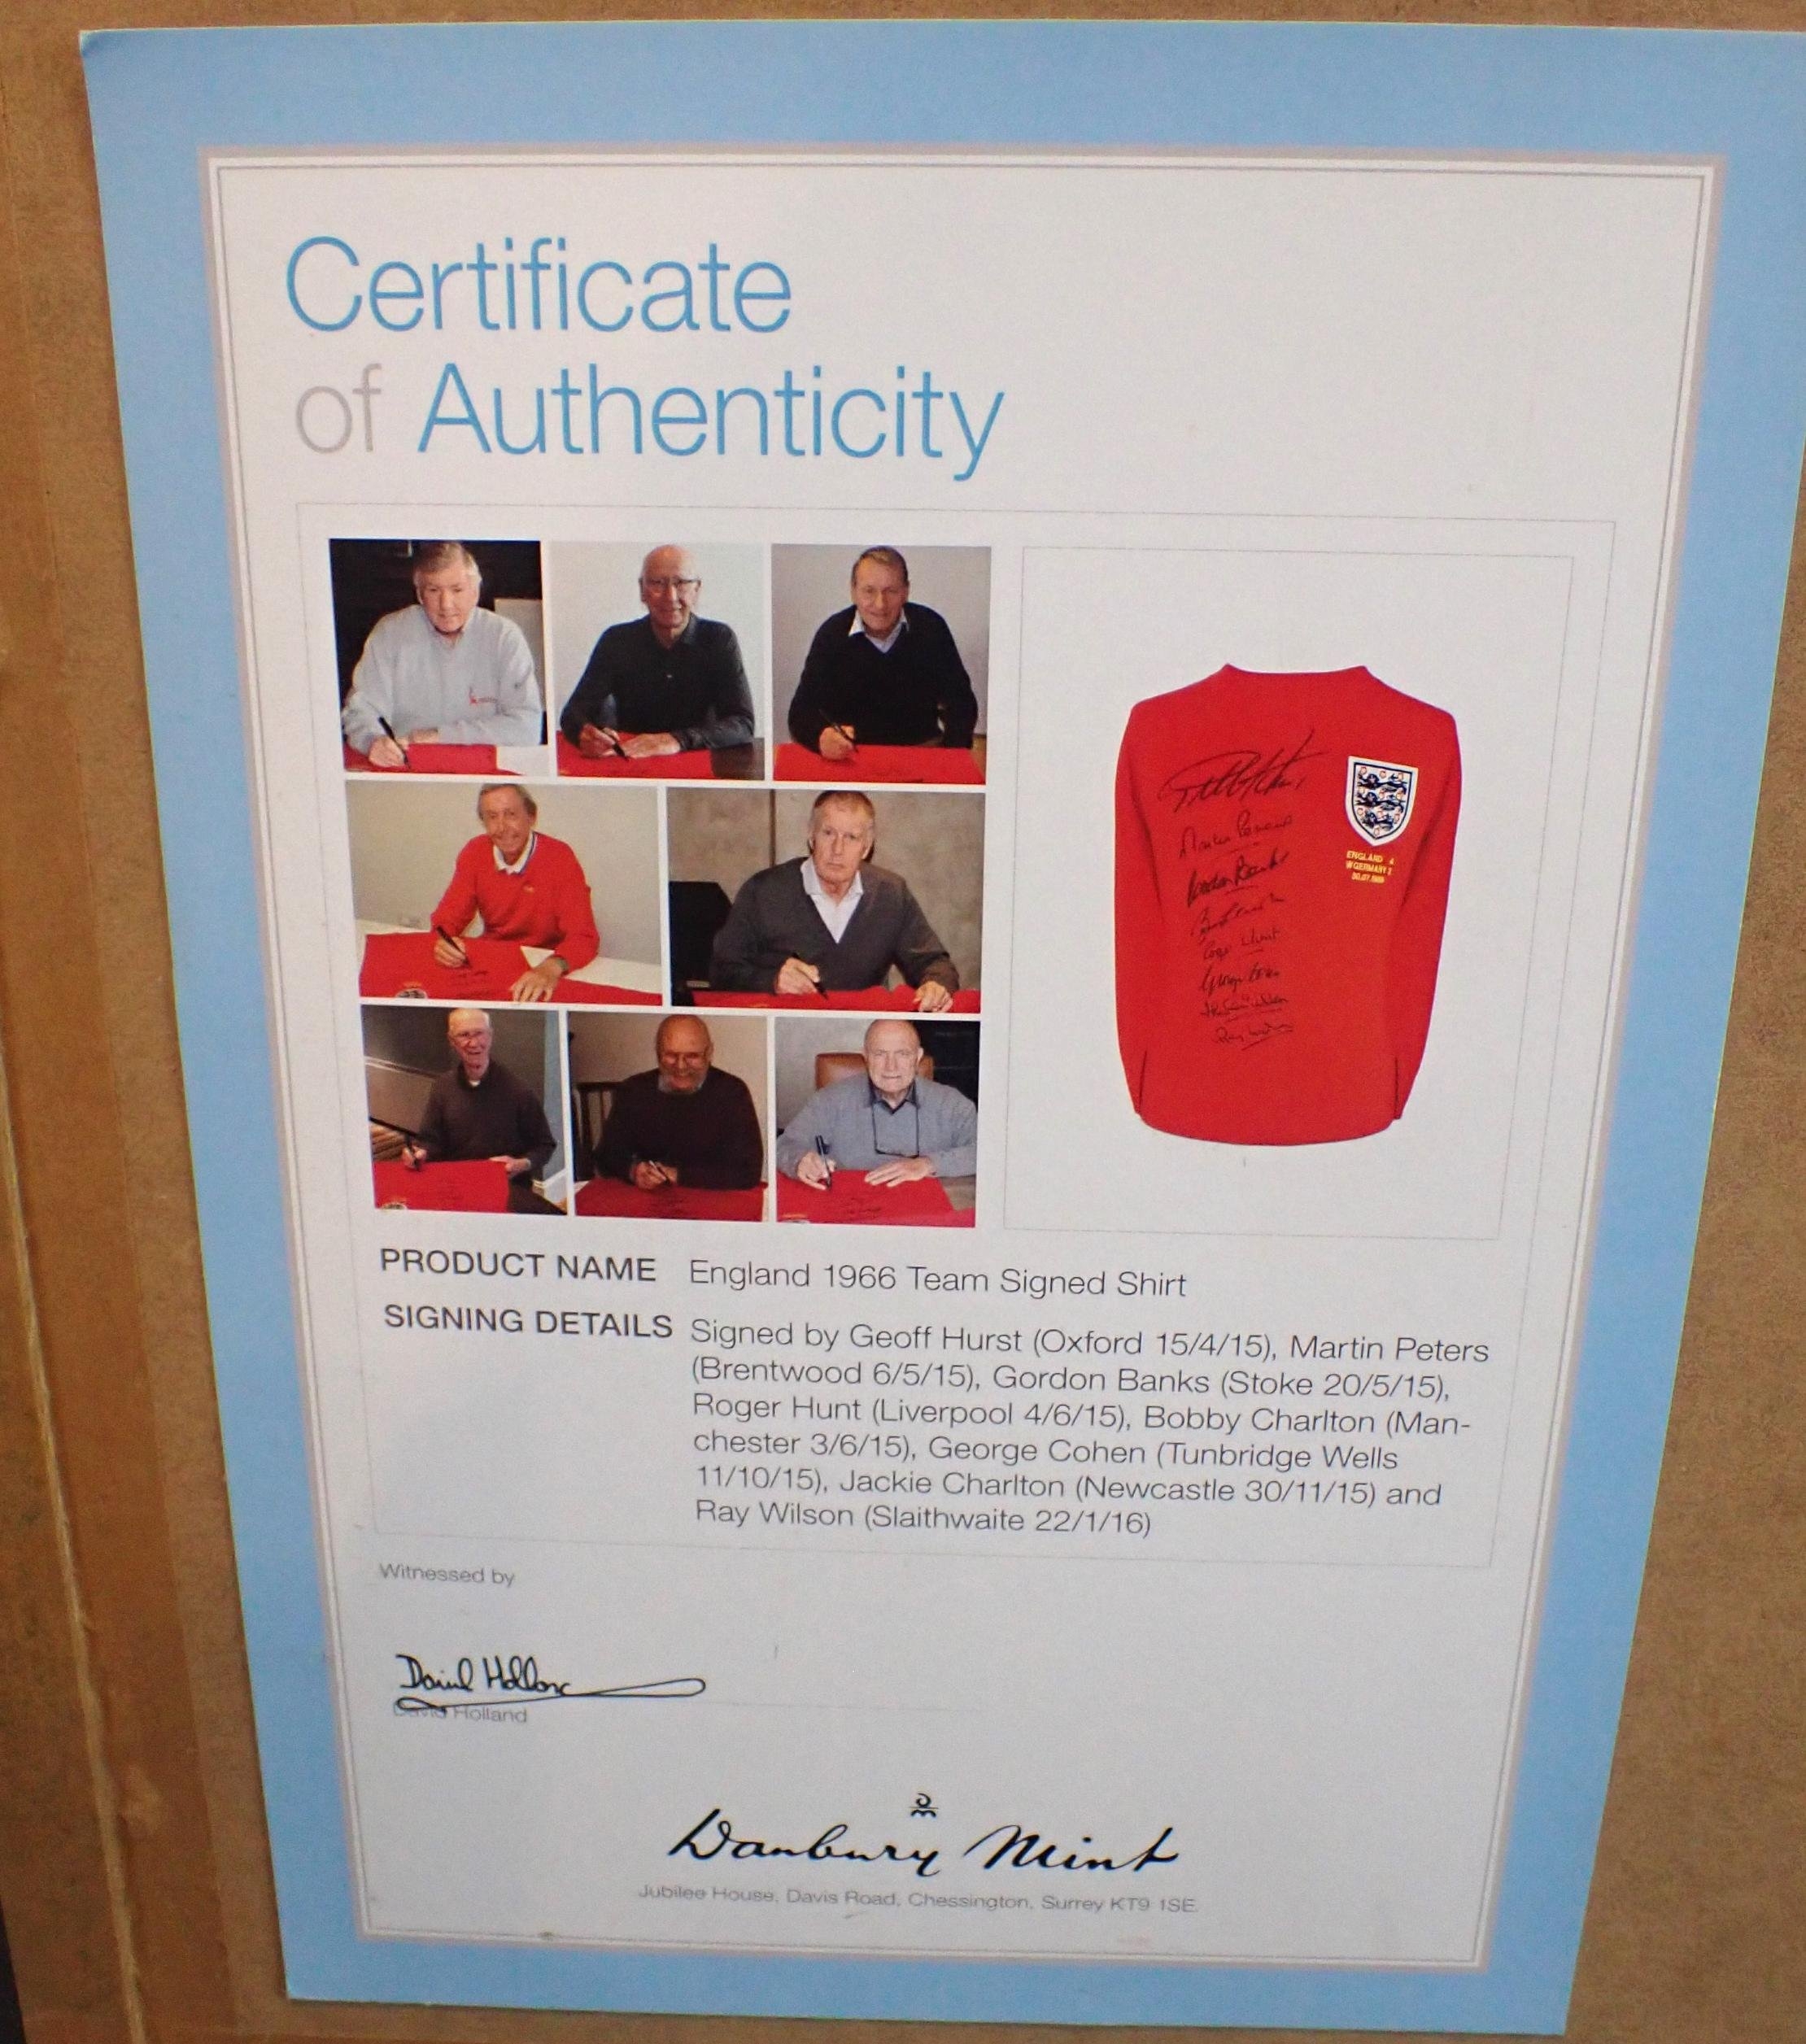 Certificate
of Authenticity
ENGLAND 4
W.GERMANY 2
PRODUCT NAME England 1966 Team Signed Shirt
SIGNING DETAILS Signed by Geoff Hurst (Oxford 15/4/15), Martin Peters
(Brentwood 6/5/15), Gordon Banks (Stoke 20/5/15),
Roger Hunt (Liverpool 4/6/15), Bobby Charlton (Man-
chester 3/6/15), George Cohen (Tunbridge Wells
11/10/15), Jackie Charlton (Newcastle 30/11/15) and
Ray Wilson (Slaithwaite 22/1/16)
Witnessed by
David Holland
Danbury Mint
Jubilee House, Davis Road, Chessington, Surrey KT9 1SE